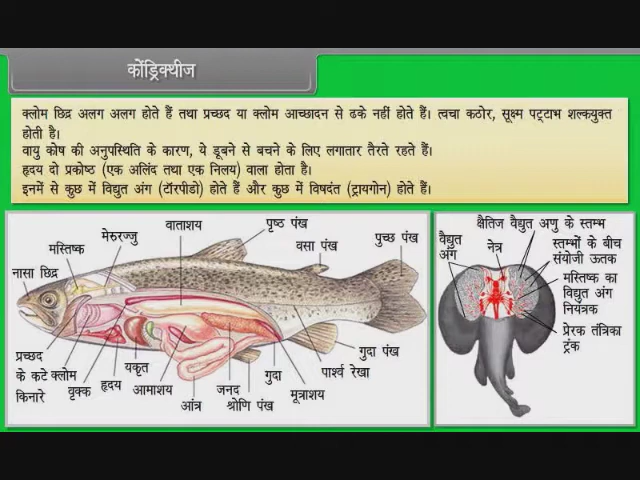 कोंड्रिक्थीज
क्लोम छिद्र अलग अलग होते हैं तथा प्रच्छद या क्लोम आच्छादन से ढके नहीं होते हैं। त्वचा कठोर, सूक्ष्म पट्टाभ शल्कयुक्त
होती है।
वायु कोष की अनुपस्थिति के कारण, ये डूबने से बचने के लिए लगातार तैरते रहते हैं।
हृदय दो प्रकोष्ठ (एक अलिंद तथा एक निलय) वाला होता है।
इनमें से कुछ में विद्युत अंग (टॉरपीडो) होते हैं और कुछ में विषदंत (ट्रायगोन) होते हैं।
नासा छिद्र
मस्तिष्क
मेरुरज्जु
वाताशय
पृष्ठ पंख
वसा पंख
पुच्छ पंख
प्रच्छद
के कटे
किनारे
क्लोम
वृक्क
हृदय
यकृत
आमाशय
आंत्र
जनद
श्रोणि पंख
गुदा
मूत्राशय
पार्श्व रेखा
गुदा पंख
क्षैतिज वैद्युत अणु के स्तम्भ
वैद्युत
अंग
नेत्र
स्तम्भों के बीच
संयोजी ऊतक
मस्तिष्क का
विद्युत अंग
नियत्रक
प्रेरक तंत्रिका
ट्रंक